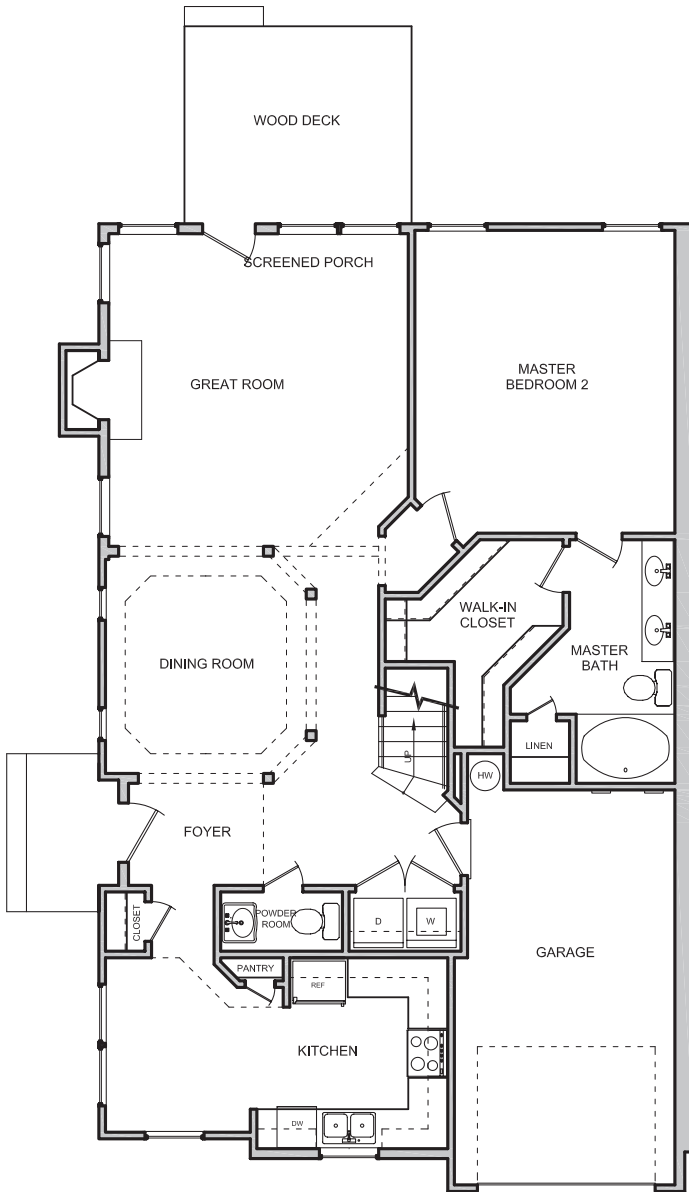 WOOD DECK
SCREENED PORCH
GREAT ROOM
MASTER
BEDROOM 2
WALK-IN
CLOSET
DINING ROOM
MASTER
BATH
UP
LINEN
HW
FOYER
CLOSET
POWDER
ROOM
D
W
PANTRY
REF
GARAGE
KITCHEN
DW